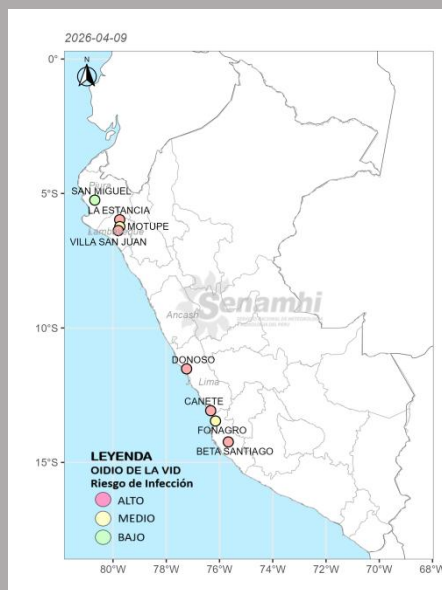 2026-04-09
N
0°
5°S
10°S
15°S
Piura
SAN MIGUEL
LA ESTANCIA
MOTUPE
VILLA SAN JUAN
Ancash
Senamhi
DONOSO
Lima
CANETE
FONAGRO
BETA SANTIAGO
LEYENDA
OIDIO DE LA VID
Riesgo de Infección
ALTO
MEDIO
BAJO
80°W
78°W
76°W
74°W
72°W
70°W
68°W